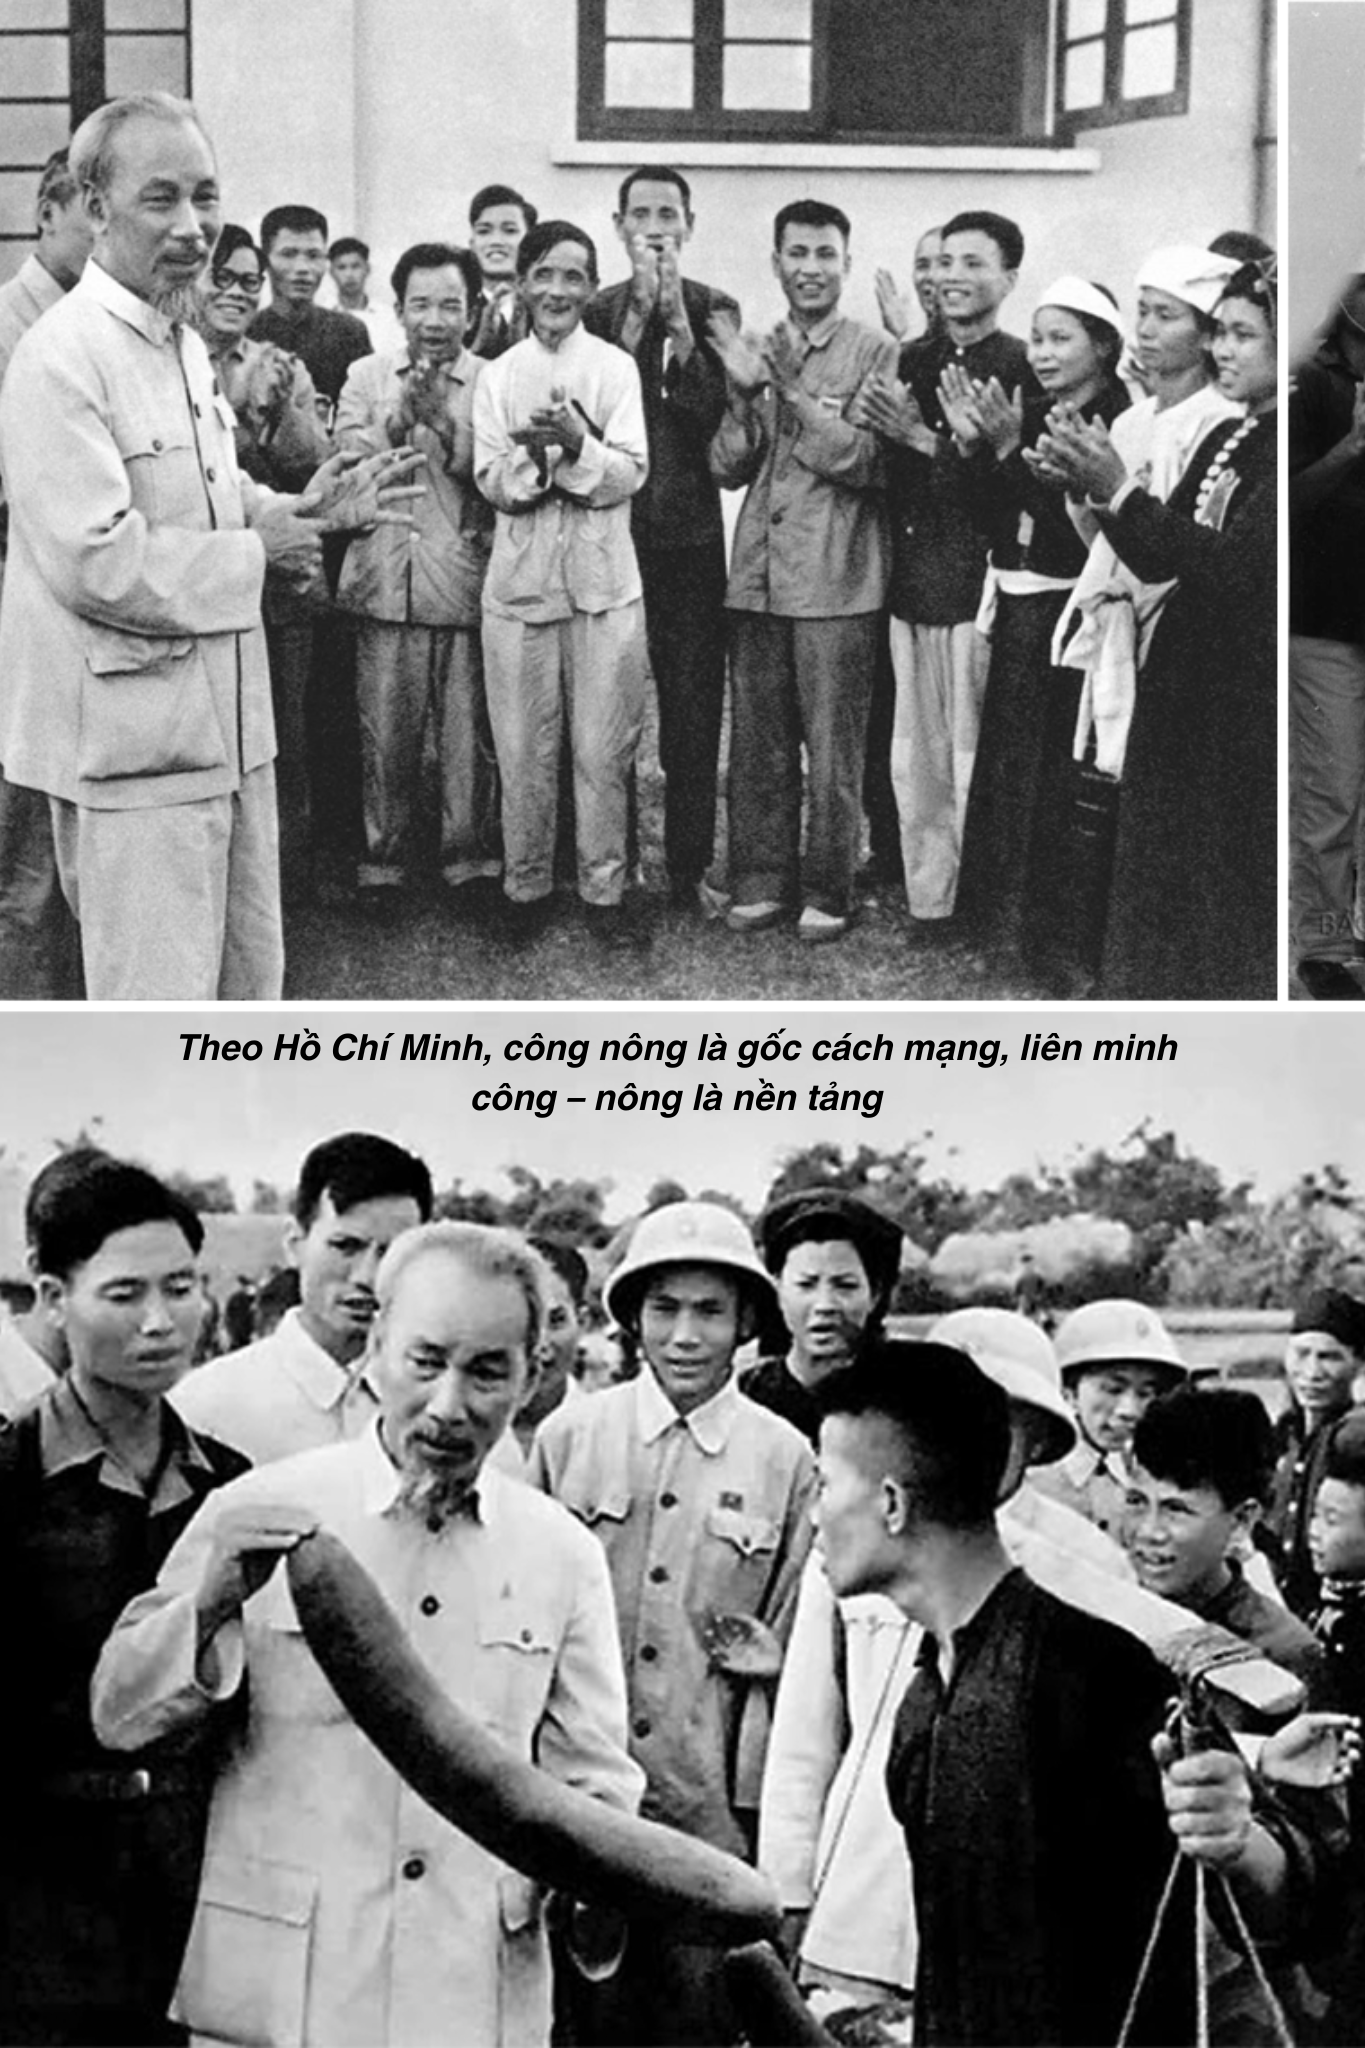 Theo Hồ Chí Minh, công nông là gốc cách mạng, liên minh
công – nông là nền tảng